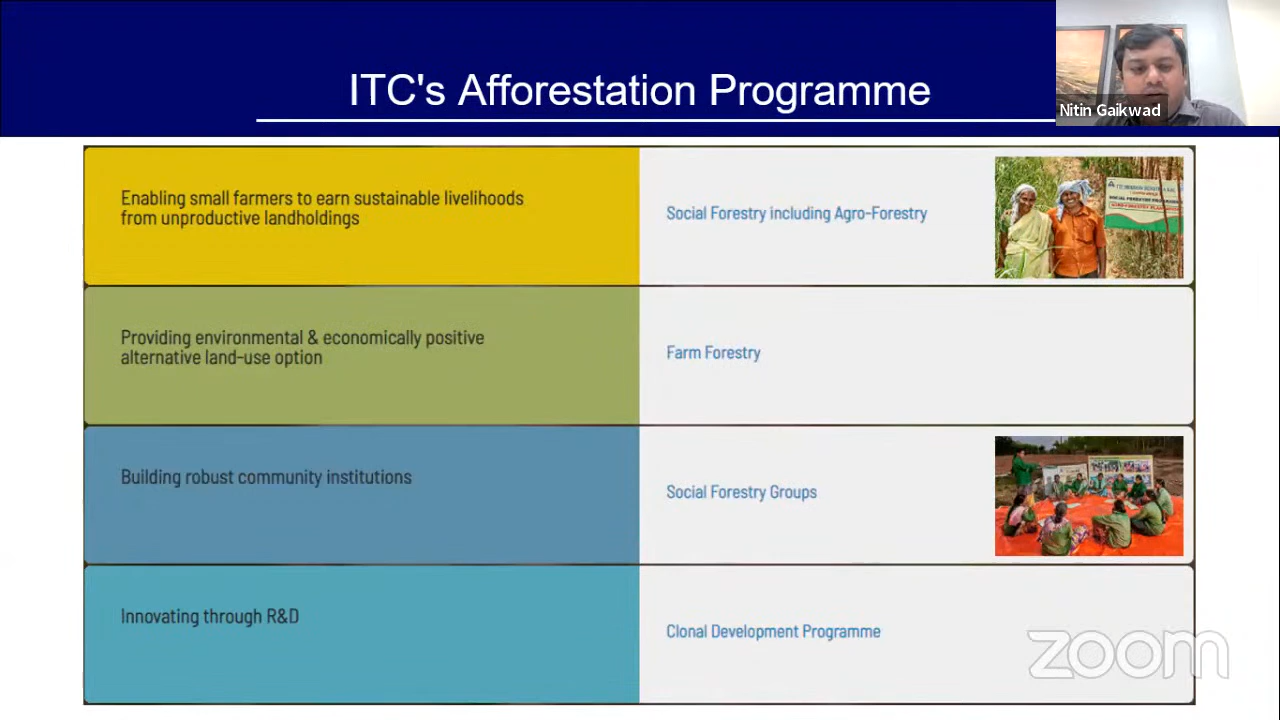 ITC's Afforestation Programme
Nitin Gaikwad
Enabling small farmers to earn sustainable livelihoods
from unproductive landholdings
Social Forestry including Agro-Forestry
SOCIAL FORESTRY
Providing environmental & economically positive
alternative land-use option
Farm Forestry
Building robust community institutions
Social Forestry Groups
Innovating through R&D
Clonal Development Programme
zoom